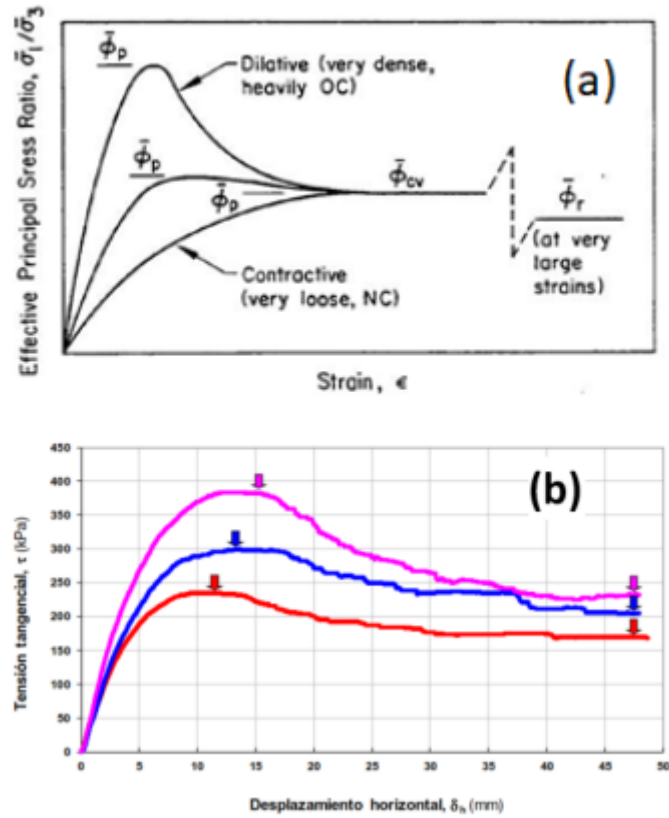 Effective Principal Sress Ratio, σ̄₁/σ̄₃
ϕ̄p
Dilative (very dense,
heavily OC)
(a)
ϕ̄p
ϕ̄p
ϕ̄cv
ϕ̄r
(at very
large
strains)
Contractive
(very loose, NC)
Strain, ϵ
(b)
Tensión tangencial, τ (kPa)
450
400
350
300
250
200
150
100
50
0
0 5 10 15 20 25 30 35 40 45 50
Desplazamiento horizontal, δh (mm)